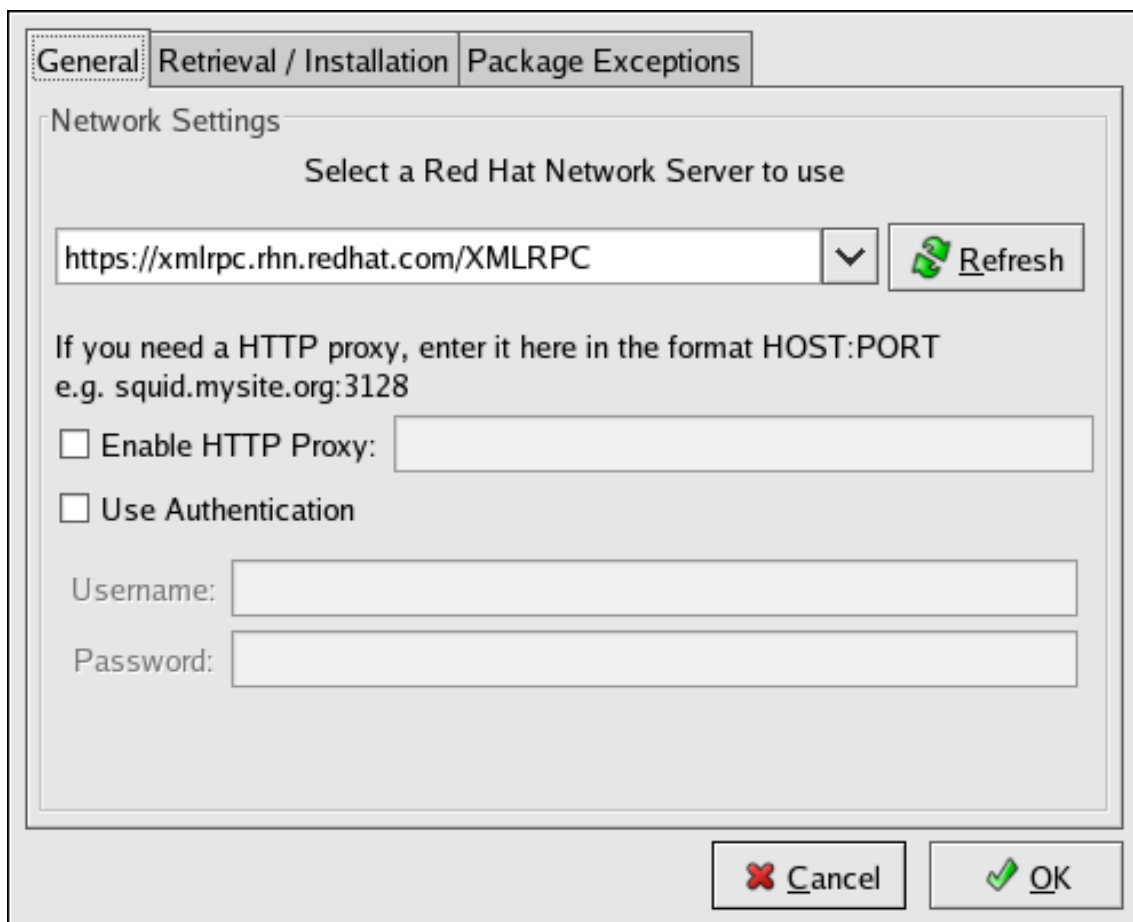 General Retrieval / Installation Package Exceptions
Network Settings
Select a Red Hat Network Server to use
https://xmlrpc.rhn.redhat.com/XMLRPC Refresh
If you need a HTTP proxy, enter it here in the format HOST:PORT
e.g. squid.mysite.org:3128
Enable HTTP Proxy:
Use Authentication
Username:
Password:
Cancel OK